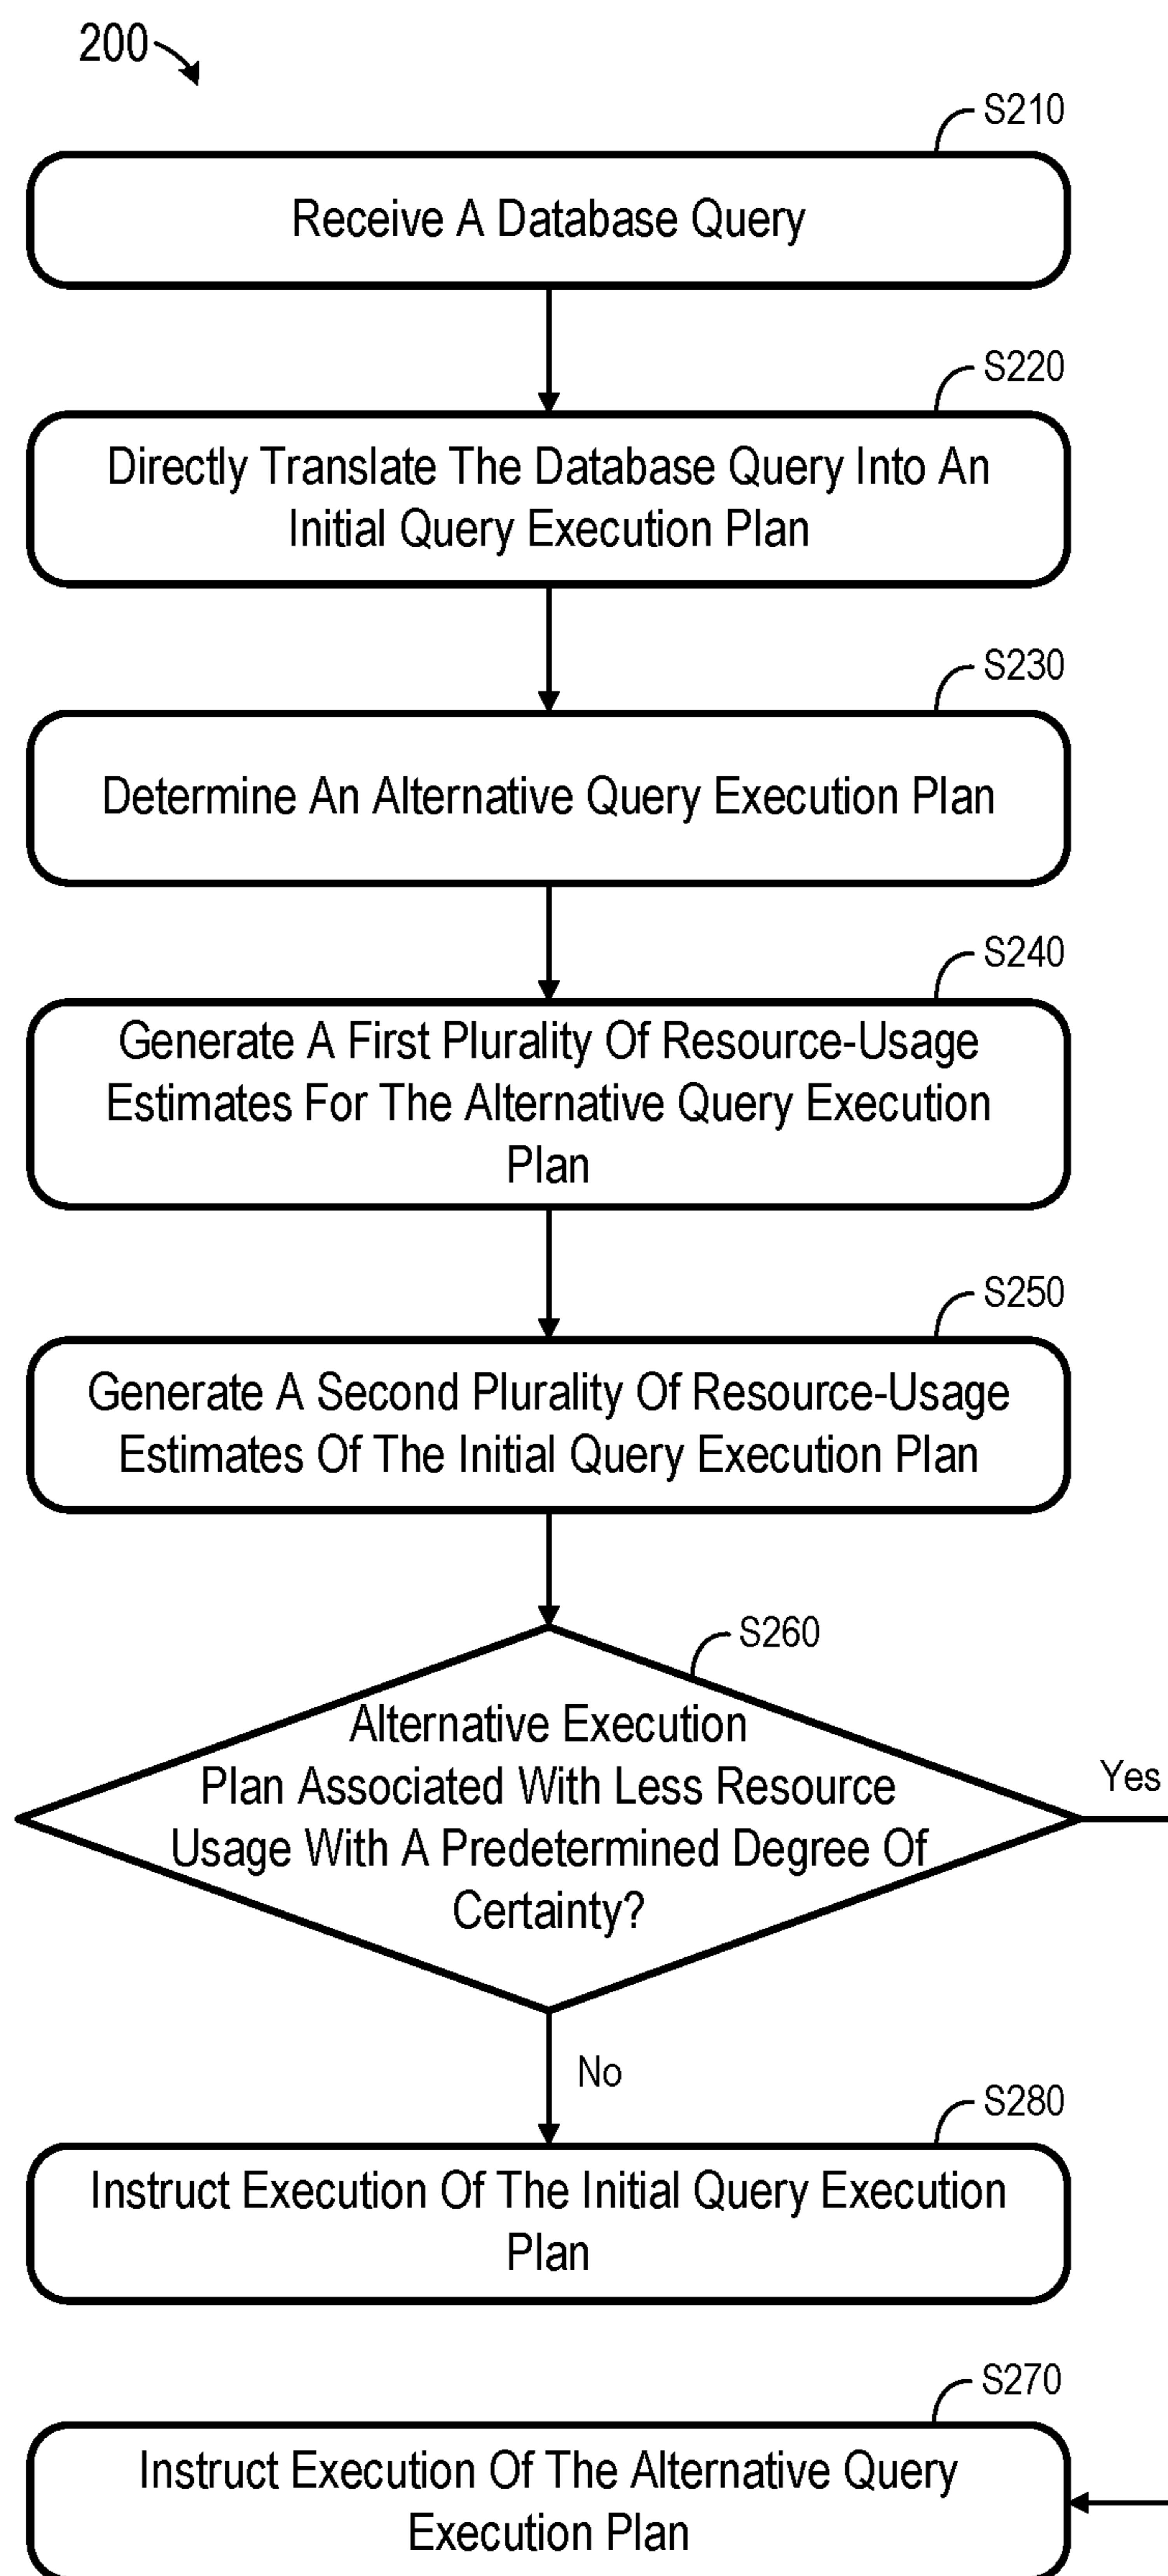 200
S210
Receive A Database Query
S220
Directly Translate The Database Query Into An
Initial Query Execution Plan
S230
Determine An Alternative Query Execution Plan
S240
Generate A First Plurality Of Resource-Usage
Estimates For The Alternative Query Execution
Plan
S250
Generate A Second Plurality Of Resource-Usage
Estimates Of The Initial Query Execution Plan
S260
Alternative Execution
Plan Associated With Less Resource
Usage With A Predetermined Degree Of
Certainty?
Yes
No
S280
Instruct Execution Of The Initial Query Execution
Plan
S270
Instruct Execution Of The Alternative Query
Execution Plan